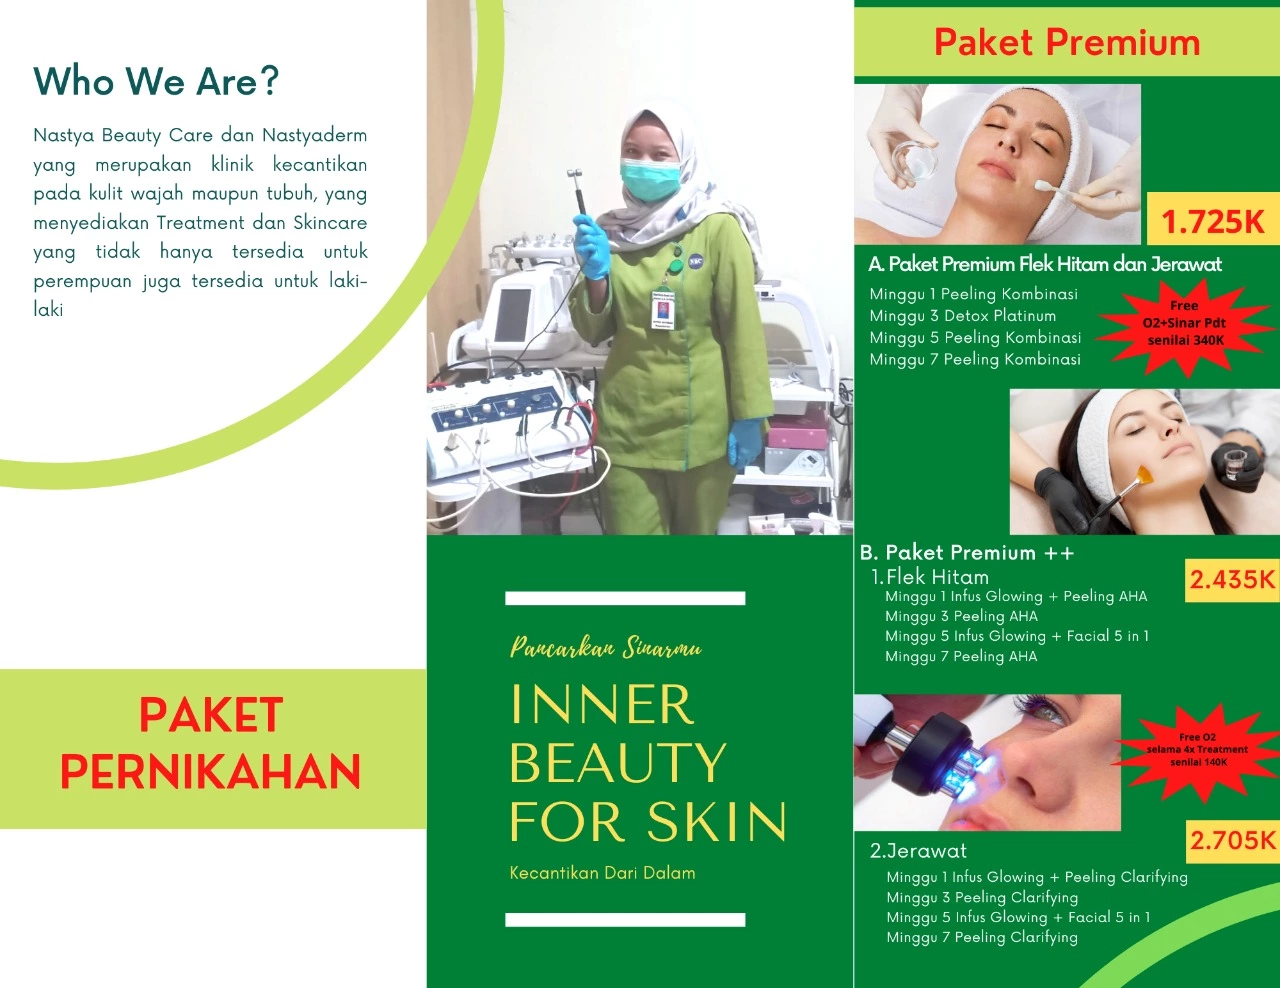 Who We Are?
Nastya Beauty Care dan Nastyaderm
yang merupakan klinik kecantikan
pada kulit wajah maupun tubuh, yang
menyediakan Treatment dan Skincare
yang tidak hanya tersedia untuk
perempuan juga tersedia untuk laki-
laki
PAKET
PERNIKAHAN
Pancarkan Sinarmu
INNER
BEAUTY
FOR SKIN
Kecantikan Dari Dalam
Paket Premium
1.725K
A. Paket Premium Flek Hitam dan Jerawat
Minggu 1 Peeling Kombinasi
Minggu 3 Detox Platinum
Minggu 5 Peeling Kombinasi
Minggu 7 Peeling Kombinasi
Free
O2+Sinar Pdt
senilai 340K
B. Paket Premium ++
1.Flek Hitam
2.435K
Minggu 1 Infus Glowing + Peeling AHA
Minggu 3 Peeling AHA
Minggu 5 Infus Glowing + Facial 5 in 1
Minggu 7 Peeling AHA
Free O2
selama 4x Treatment
senilai 140K
2.705K
2.Jerawat
Minggu 1 Infus Glowing + Peeling Clarifying
Minggu 3 Peeling Clarifying
Minggu 5 Infus Glowing + Facial 5 in 1
Minggu 7 Peeling Clarifying